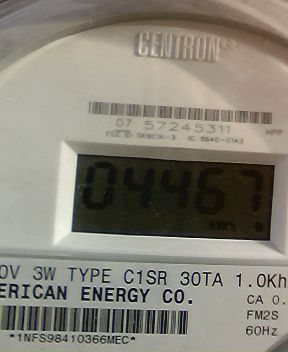 CENTRON®
07 57245311
04467
kWh
0V 3W TYPE C1SR 30TA 1.0Kh
ERICAN ENERGY CO.
CA 0.
FM2S
60Hz
*1NFS98410366MEC*